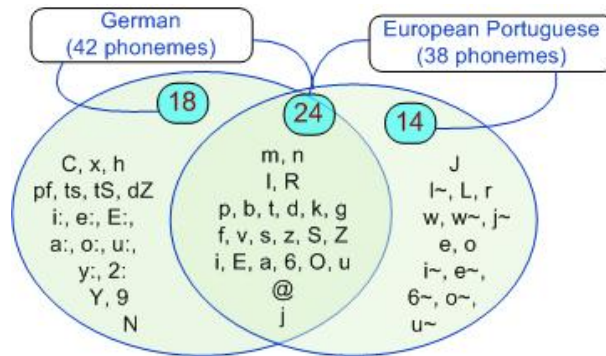 German
(42 phonemes)
European Portuguese
(38 phonemes)
18
24
14
C, x, h
pf, ts, tS, dZ
i:, e:, E:,
a:, o:, u:,
y:, 2:
Y, 9
N
m, n
l, R
p, b, t, d, k, g
f, v, s, z, S, Z
i, E, a, 6, O, u
@
j
J
l~, L, r
w, w~, j~
e, o
i~, e~,
6~, o~,
u~